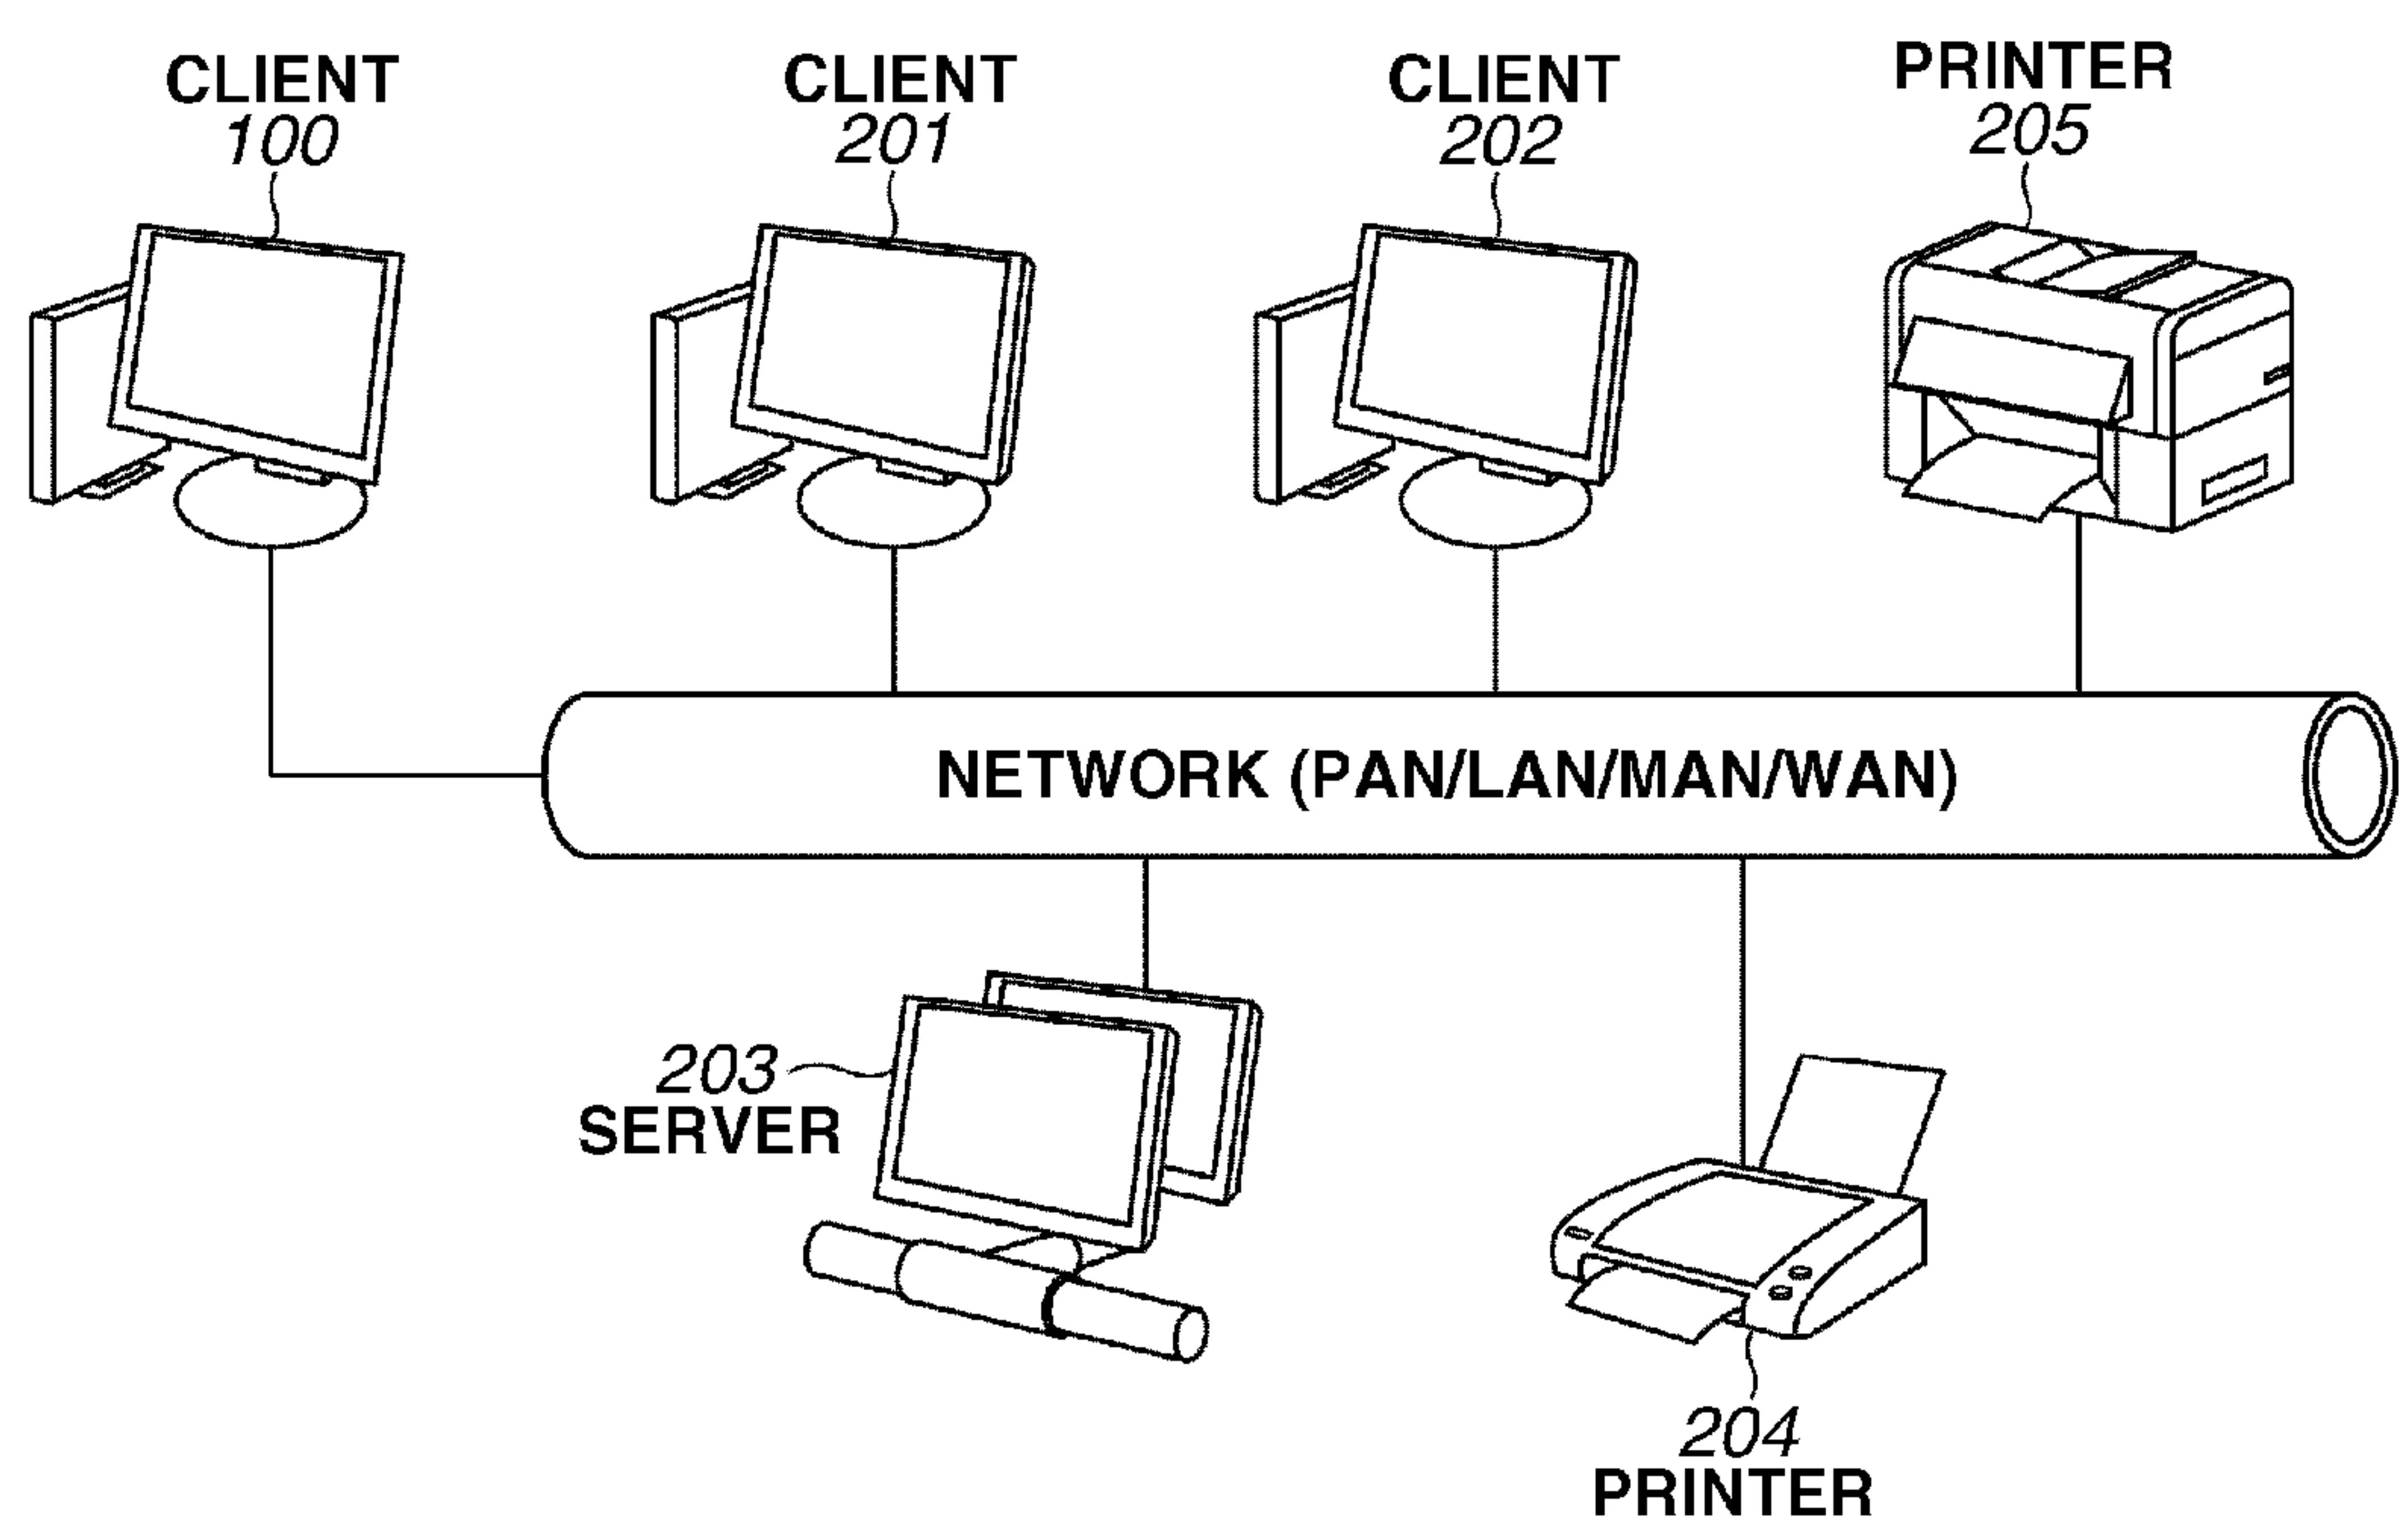 CLIENT
100
CLIENT
201
CLIENT
202
PRINTER
205
NETWORK (PAN/LAN/MAN/WAN)
203
SERVER
204
PRINTER